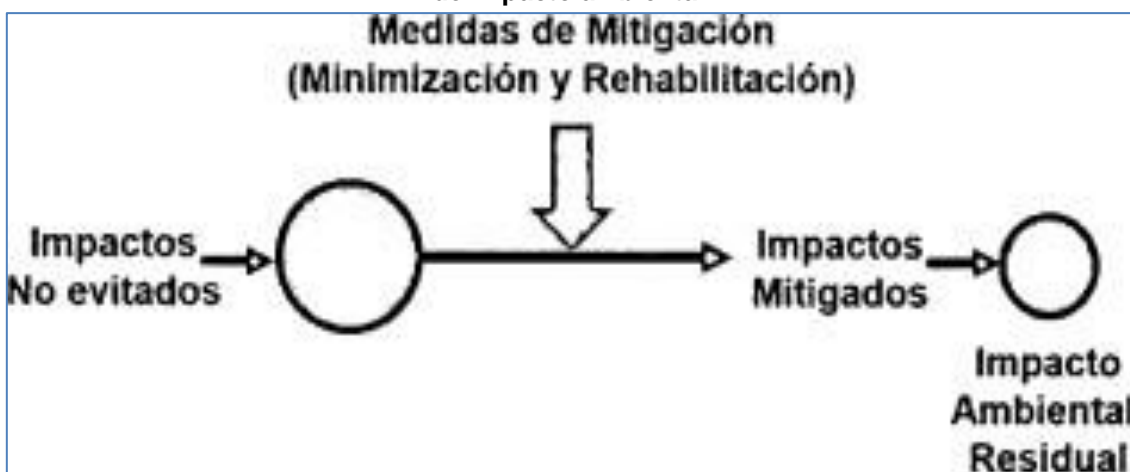 Medidas de Mitigación
(Minimización y Rehabilitación)
Impactos
No evitados
Impactos
Mitigados
Impacto
Ambiental
Residual